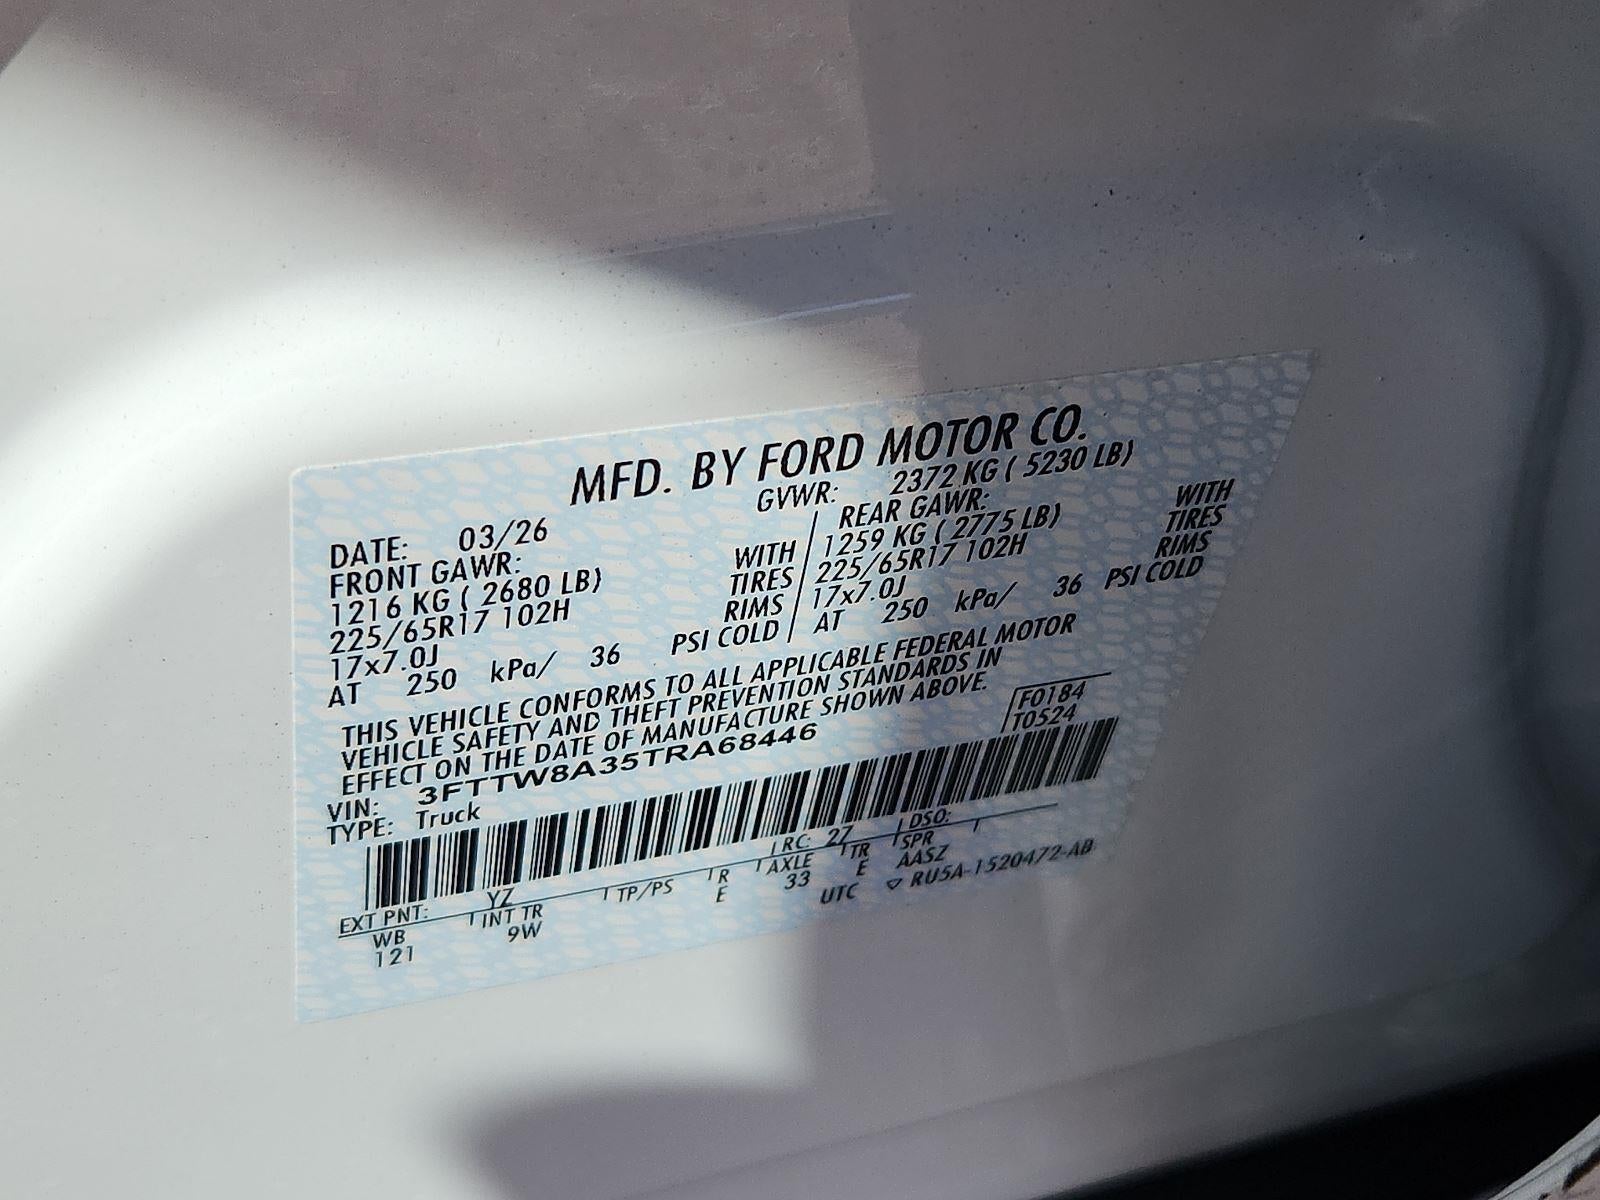 MFD. BY FORD MOTOR CO.
DATE: 03/26 GVWR: 2372 KG ( 5230 LB)
FRONT GAWR: REAR GAWR:
1216 KG ( 2680 LB) WITH 1259 KG ( 2775 LB) WITH
225/65R17 102H TIRES 225/65R17 102H TIRES
17x7.0J RIMS 17x7.0J RIMS
AT 250 kPa/ 36 PSI COLD AT 250 kPa/ 36 PSI COLD
THIS VEHICLE CONFORMS TO ALL APPLICABLE FEDERAL MOTOR
VEHICLE SAFETY AND THEFT PREVENTION STANDARDS IN
EFFECT ON THE DATE OF MANUFACTURE SHOWN ABOVE.
F0184
T0524
VIN: 3FTTW8A35TRA68446
TYPE: Truck
EXT PNT: YZ RC: 27 DSO:
WB INT TR TP/PS R AXLE TR SPR
121 9W E 33 E AASZ
UTC ▽ RU5A-1520472-AB